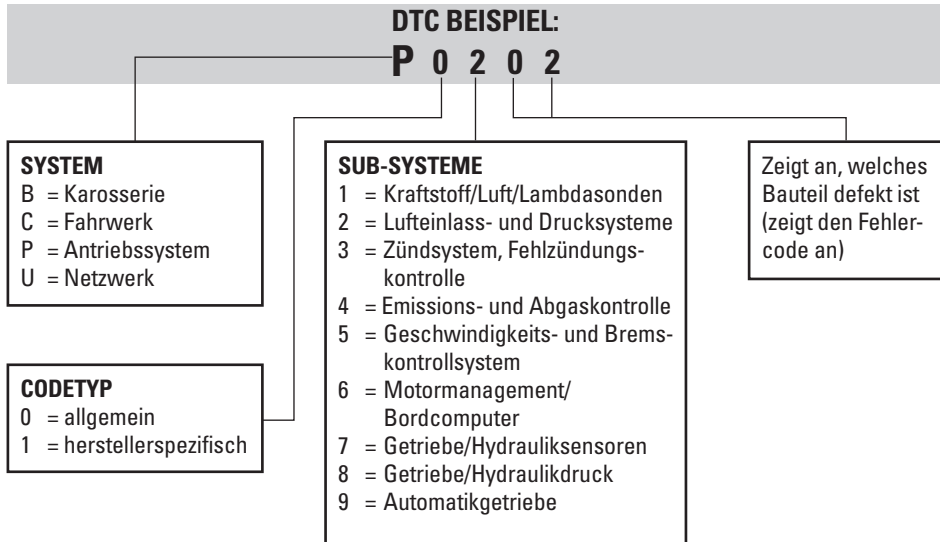 DTC BEISPIEL:
P 0 2 0 2
SYSTEM
B = Karosserie
C = Fahrwerk
P = Antriebssystem
U = Netzwerk
CODETYP
0 = allgemein
1 = herstellerspezifisch
SUB-SYSTEME
1 = Kraftstoff/Luft/Lambdasonden
2 = Lufteinlass- und Drucksysteme
3 = Zündsystem, Fehlzündungs-
kontrolle
4 = Emissions- und Abgaskontrolle
5 = Geschwindigkeits- und Brems-
kontrollsystem
6 = Motormanagement/
Bordcomputer
7 = Getriebe/Hydrauliksensoren
8 = Getriebe/Hydraulikdruck
9 = Automatikgetriebe
Zeigt an, welches
Bauteil defekt ist
(zeigt den Fehler-
code an)